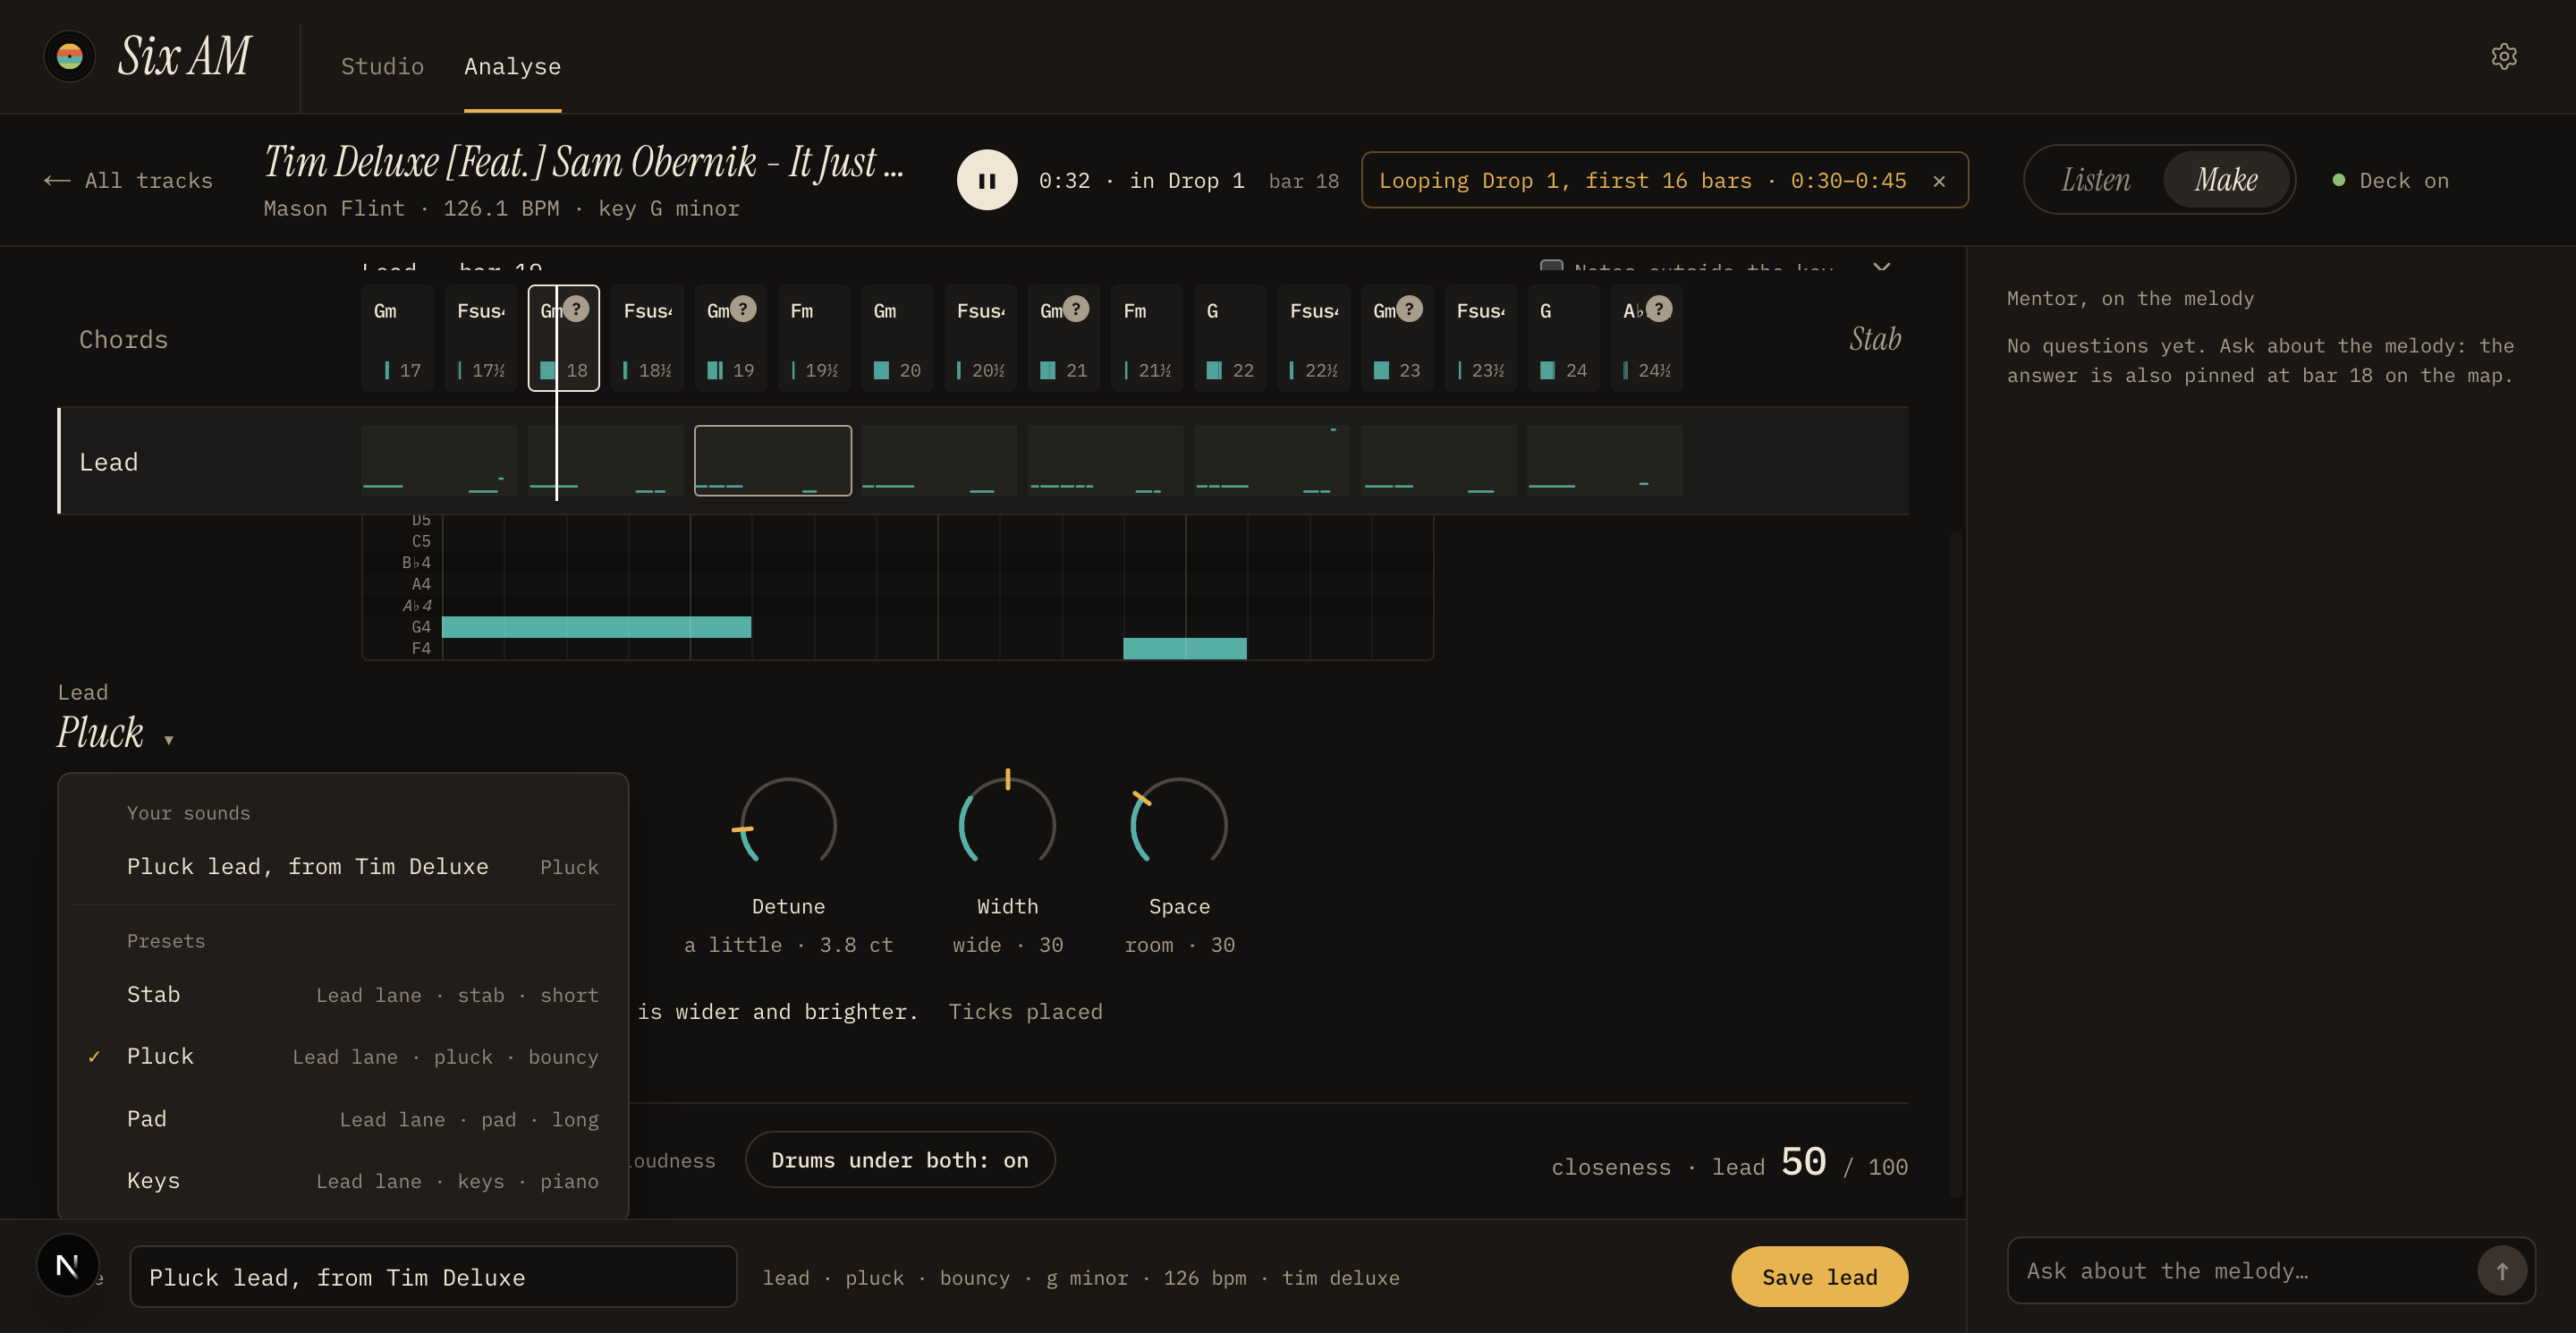 Six AM
Studio
Analyse
← All tracks
Tim Deluxe [Feat.] Sam Obernik - It Just ...
Mason Flint · 126.1 BPM · key G minor
0:32 · in Drop 1
bar 18
Looping Drop 1, first 16 bars · 0:30–0:45 ×
Listen
Make
Deck on
Chords
Gm
Fsus
Gm ?
Fsus
Gm ?
Fm
Gm
Fsus
Gm ?
Fm
G
Fsus
Gm ?
Fsus
G
A♭ ?
17
17½
18
18½
19
19½
20
20½
21
21½
22
22½
23
23½
24
24½
Stab
Lead
D5
C5
B♭4
A4
A♭4
G4
F4
Lead
Pluck ▾
Your sounds
Pluck lead, from Tim Deluxe Pluck
Presets
Stab Lead lane · stab · short
✓ Pluck Lead lane · pluck · bouncy
Pad Lead lane · pad · long
Keys Lead lane · keys · piano
Detune
a little · 3.8 ct
Width
wide · 30
Space
room · 30
is wider and brighter. Ticks placed
oudness
Drums under both: on
closeness · lead 50 / 100
N
Pluck lead, from Tim Deluxe
lead · pluck · bouncy · g minor · 126 bpm · tim deluxe
Save lead
Mentor, on the melody
No questions yet. Ask about the melody: the
answer is also pinned at bar 18 on the map.
Ask about the melody…